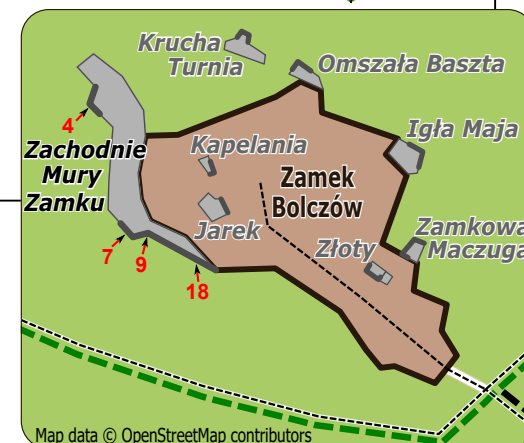 Krucha
Turnia
Omszała Baszta
4
Igła Maja
Zachodnie
Mury
Zamku
Kapelania
Zamek
Bolczów
Jarek
Złoty
Zamkowa
Maczuga
7
9
18
Map data © OpenStreetMap contributors